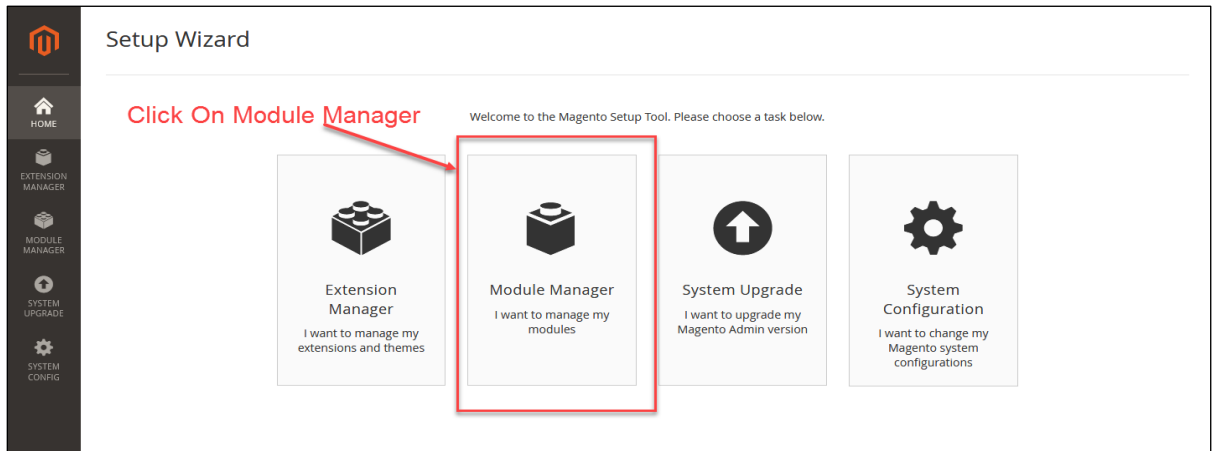 Setup Wizard
HOME
EXTENSION
MANAGER
MODULE
MANAGER
SYSTEM
UPGRADE
SYSTEM
CONFIG
Click On Module Manager
Welcome to the Magento Setup Tool. Please choose a task below.
Extension
Manager
I want to manage my
extensions and themes
Module Manager
I want to manage my
modules
System Upgrade
I want to upgrade my
Magento Admin version
System
Configuration
I want to change my
Magento system
configurations